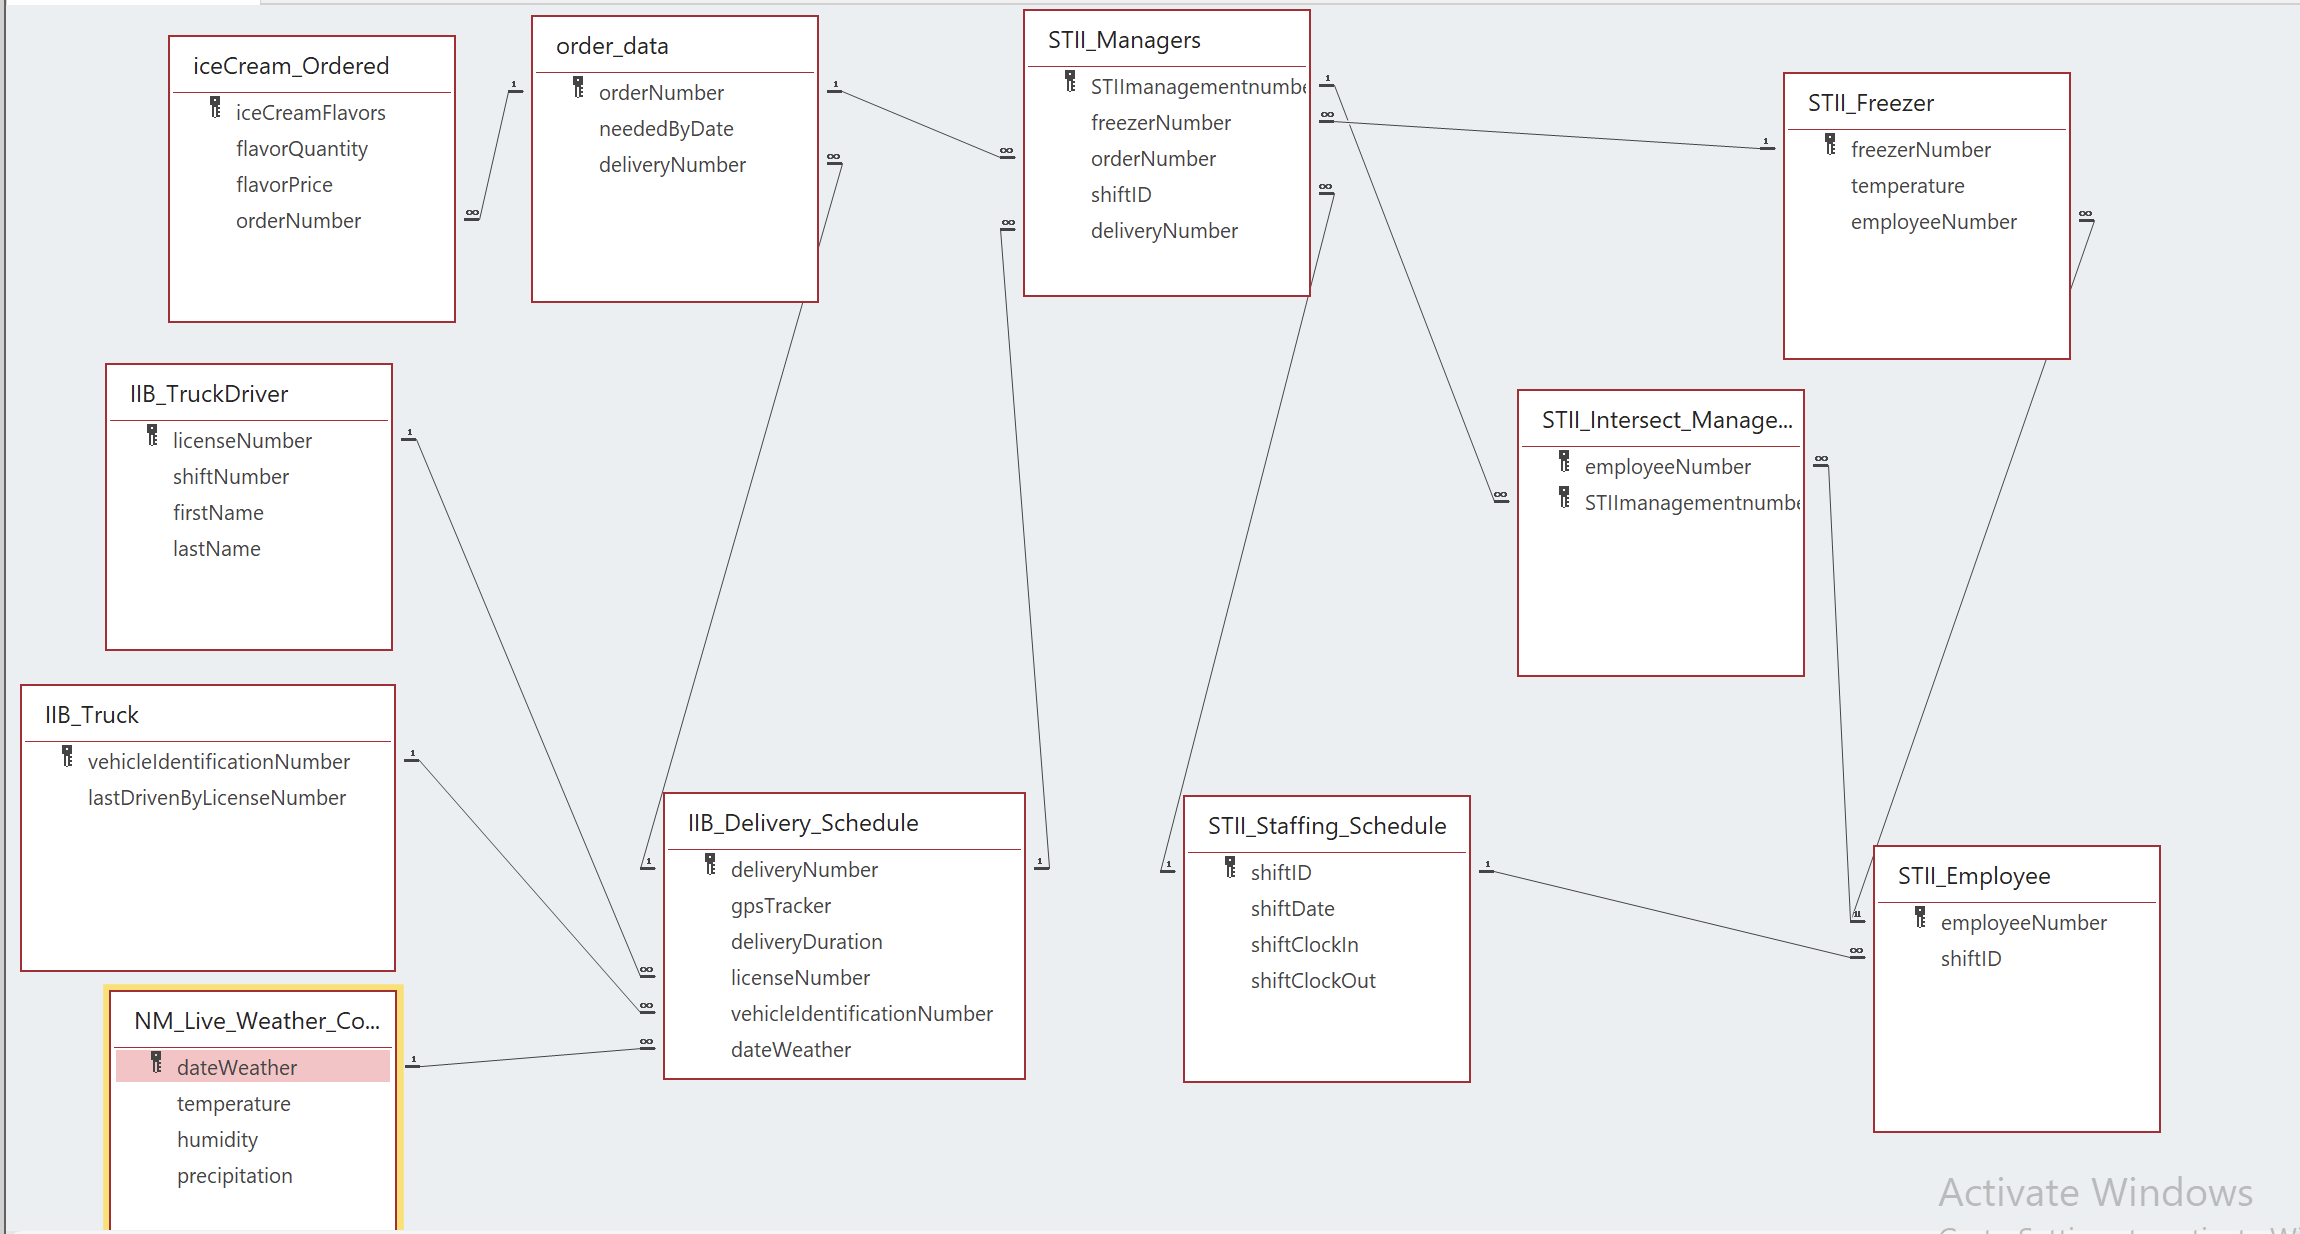 iceCream_Ordered
iceCreamFlavors
flavorQuantity
flavorPrice
orderNumber
order_data
orderNumber
neededByDate
deliveryNumber
STII_Managers
STIImanagementnumbe
freezerNumber
orderNumber
shiftID
deliveryNumber
STII_Freezer
freezerNumber
temperature
employeeNumber
IIB_TruckDriver
licenseNumber
shiftNumber
firstName
lastName
STII_Intersect_Manage...
employeeNumber
STIImanagementnumbe
IIB_Truck
vehicleIdentificationNumber
lastDrivenByLicenseNumber
IIB_Delivery_Schedule
deliveryNumber
gpsTracker
deliveryDuration
licenseNumber
vehicleIdentificationNumber
dateWeather
STII_Staffing_Schedule
shiftID
shiftDate
shiftClockIn
shiftClockOut
STII_Employee
employeeNumber
shiftID
NM_Live_Weather_Co...
dateWeather
temperature
humidity
precipitation
Activate Windows